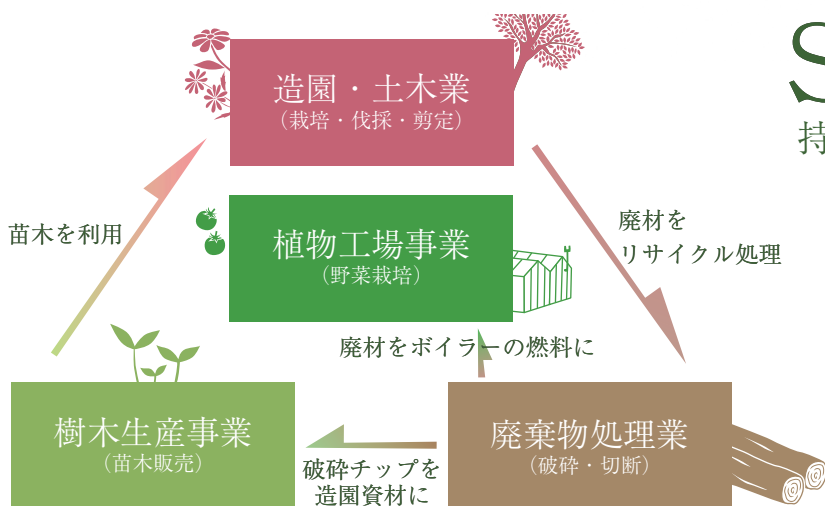 造園・土木業
（栽培・伐採・剪定）
S
持
苗木を利用
廃材を
リサイクル処理
植物工場事業
（野菜栽培）
廃材をボイラーの燃料に
樹木生産事業
（苗木販売）
破砕チップを
造園資材に
廃棄物処理業
（破砕・切断）